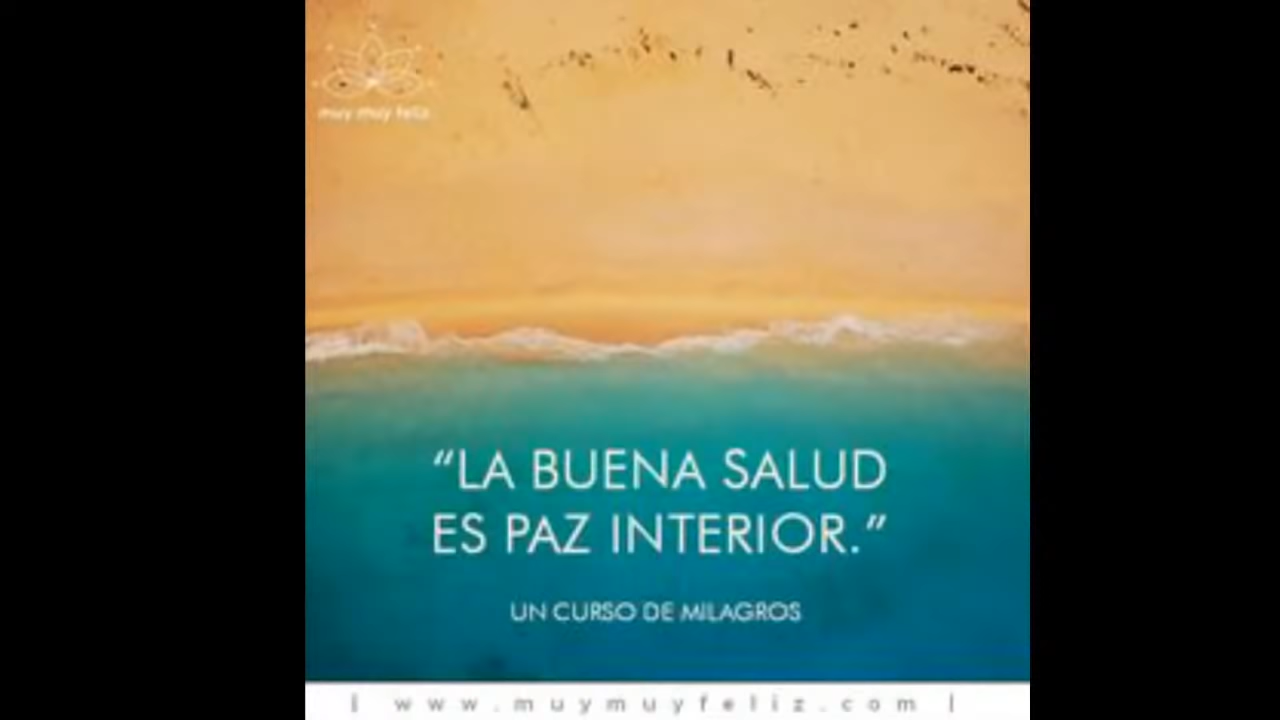 muy muy feliz
“LA BUENA SALUD
ES PAZ INTERIOR.”
UN CURSO DE MILAGROS
| www.muymuyfeliz.com |